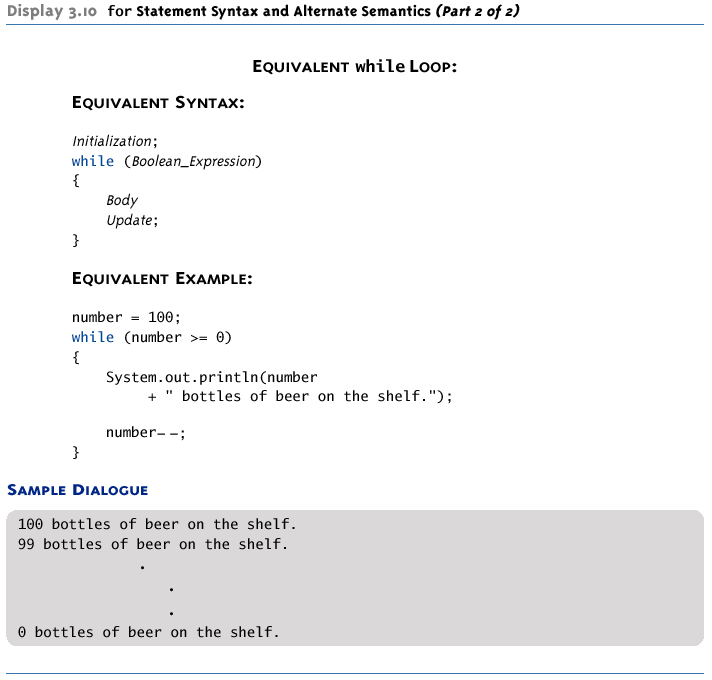 Display 3.10 for Statement Syntax and Alternate Semantics (Part 2 of 2)
EQUIVALENT while LOOP:
EQUIVALENT SYNTAX:
Initialization;
while (Boolean_Expression)
{
Body
Update;
}
EQUIVALENT EXAMPLE:
number = 100;
while (number >= 0)
{
System.out.println(number
+ " bottles of beer on the shelf.");
number--;
}
SAMPLE DIALOGUE
100 bottles of beer on the shelf.
99 bottles of beer on the shelf.
.
.
.
0 bottles of beer on the shelf.